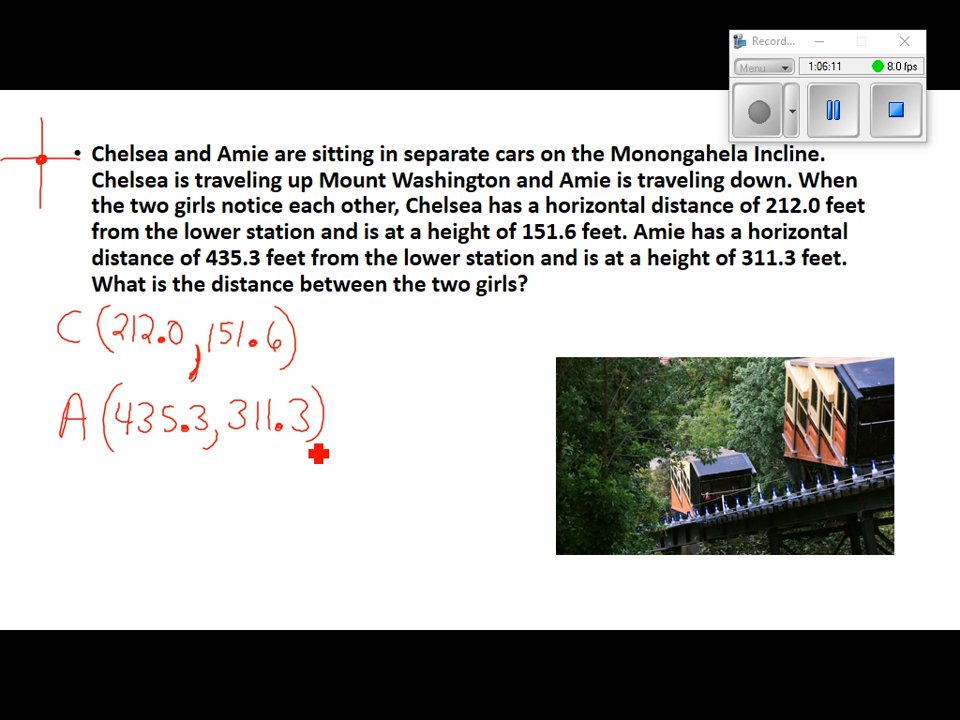 Record...
Menu 1:06:11 8.0 fps
• Chelsea and Amie are sitting in separate cars on the Monongahela Incline.
Chelsea is traveling up Mount Washington and Amie is traveling down. When
the two girls notice each other, Chelsea has a horizontal distance of 212.0 feet
from the lower station and is at a height of 151.6 feet. Amie has a horizontal
distance of 435.3 feet from the lower station and is at a height of 311.3 feet.
What is the distance between the two girls?
C (212.0, 151.6)
A (435.3, 311.3)